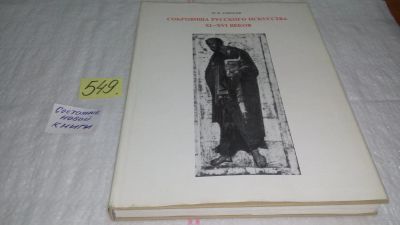 СОКРОВИЩА РУССКОГО ИСКУССТВА
XI–XVI ВЕКОВ
549.
Состояние
новой
книги